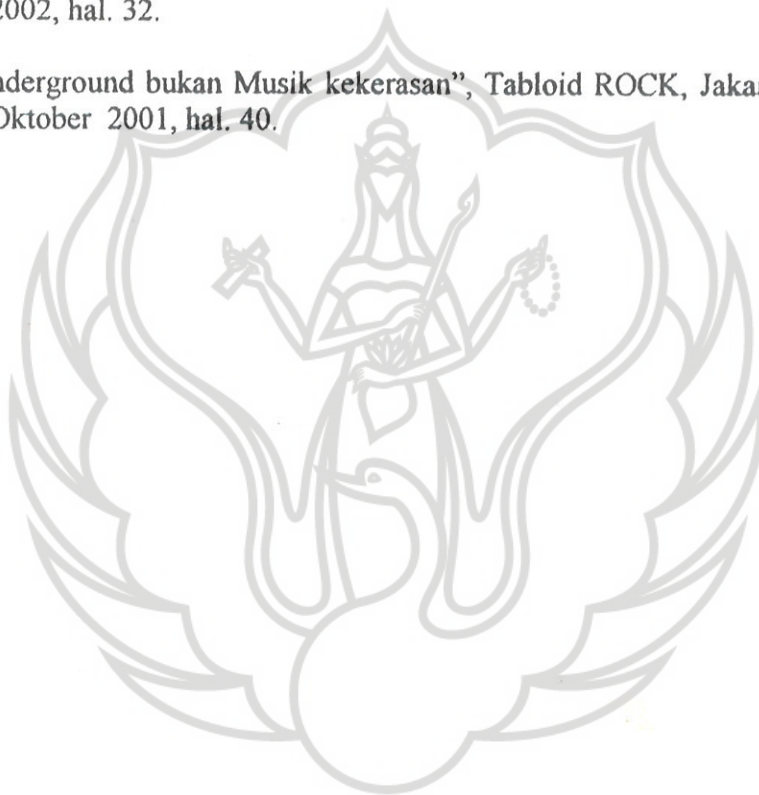 2002, hal. 32.
nderground bukan Musik kekerasan”, Tabloid ROCK, Jakar
Oktober 2001, hal. 40.